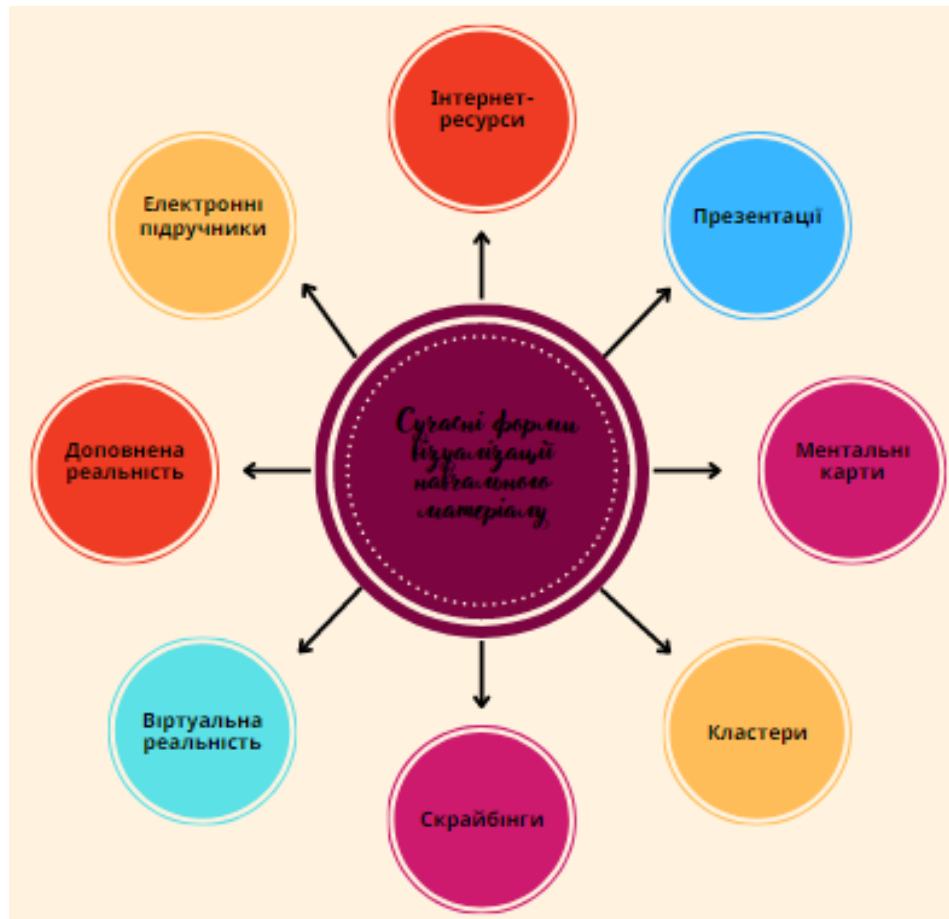 Інтернет-
ресурси
Презентації
Ментальні
карти
Кластери
Скрайбінги
Віртуальна
реальність
Доповнена
реальність
Електронні
підручники
Сучасні форми
візуалізації
навчального
матеріалу